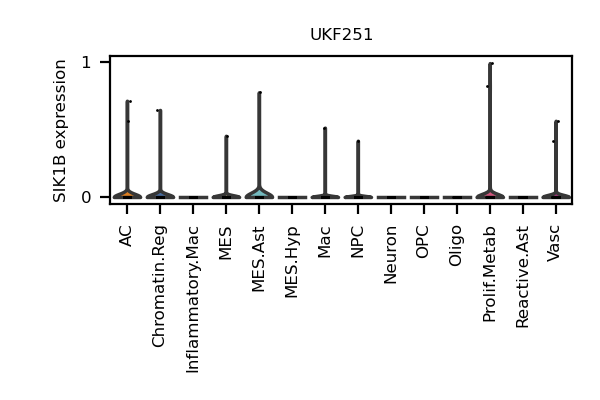 UKF251
SIK1B expression
1
0
AC
Chromatin.Reg
Inflammatory.Mac
MES
MES.Ast
MES.Hyp
Mac
NPC
Neuron
OPC
Oligo
Prolif.Metab
Reactive.Ast
Vasc